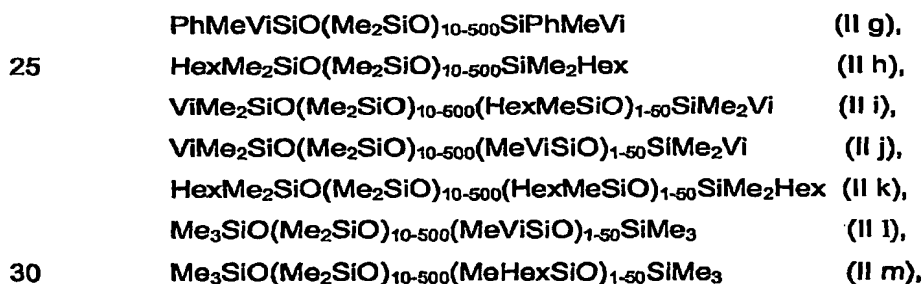 PhMeViSiO(Me₂SiO)₁₀₋₅₀₀SiPhMeVi (II g),
25 HexMe₂SiO(Me₂SiO)₁₀₋₅₀₀SiMe₂Hex (II h),
ViMe₂SiO(Me₂SiO)₁₀₋₅₀₀(HexMeSiO)₁₋₅₀SiMe₂Vi (II i),
ViMe₂SiO(Me₂SiO)₁₀₋₅₀₀(MeViSiO)₁₋₅₀SiMe₂Vi (II j),
HexMe₂SiO(Me₂SiO)₁₀₋₅₀₀(HexMeSiO)₁₋₅₀SiMe₂Hex (II k),
Me₃SiO(Me₂SiO)₁₀₋₅₀₀(MeViSiO)₁₋₅₀SiMe₃ (II l),
30 Me₃SiO(Me₂SiO)₁₀₋₅₀₀(MeHexSiO)₁₋₅₀SiMe₃ (II m),